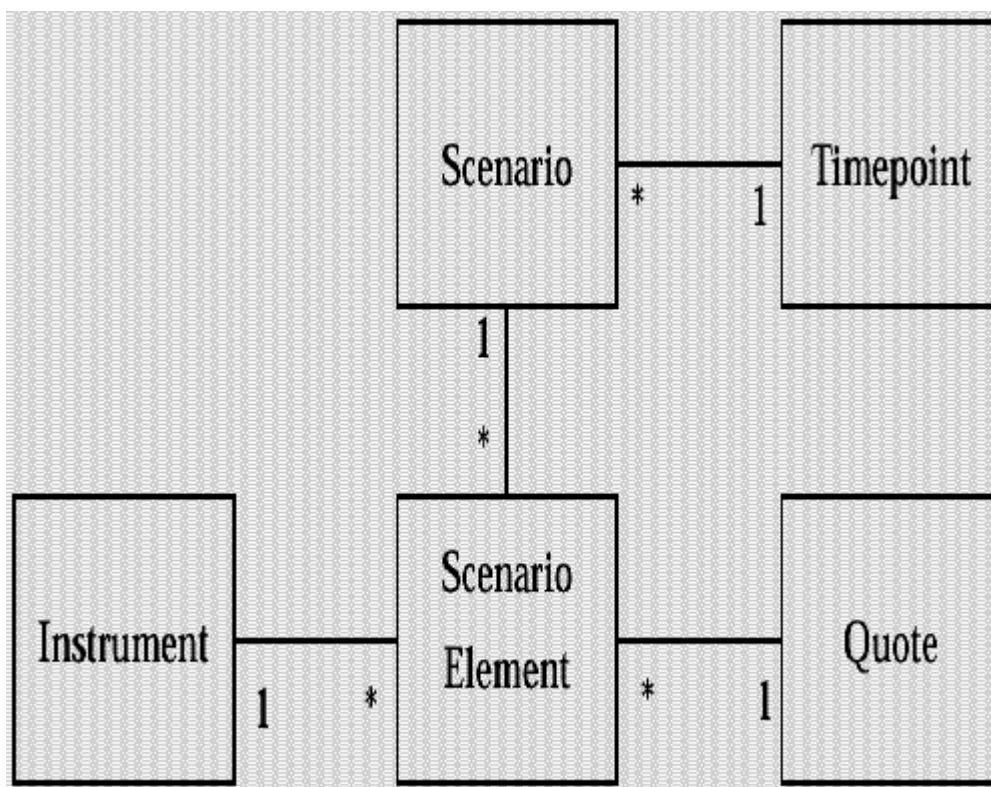 Scenario
Timepoint
* 1
1
*
Instrument
Scenario
Element
Quote
1 *
* 1